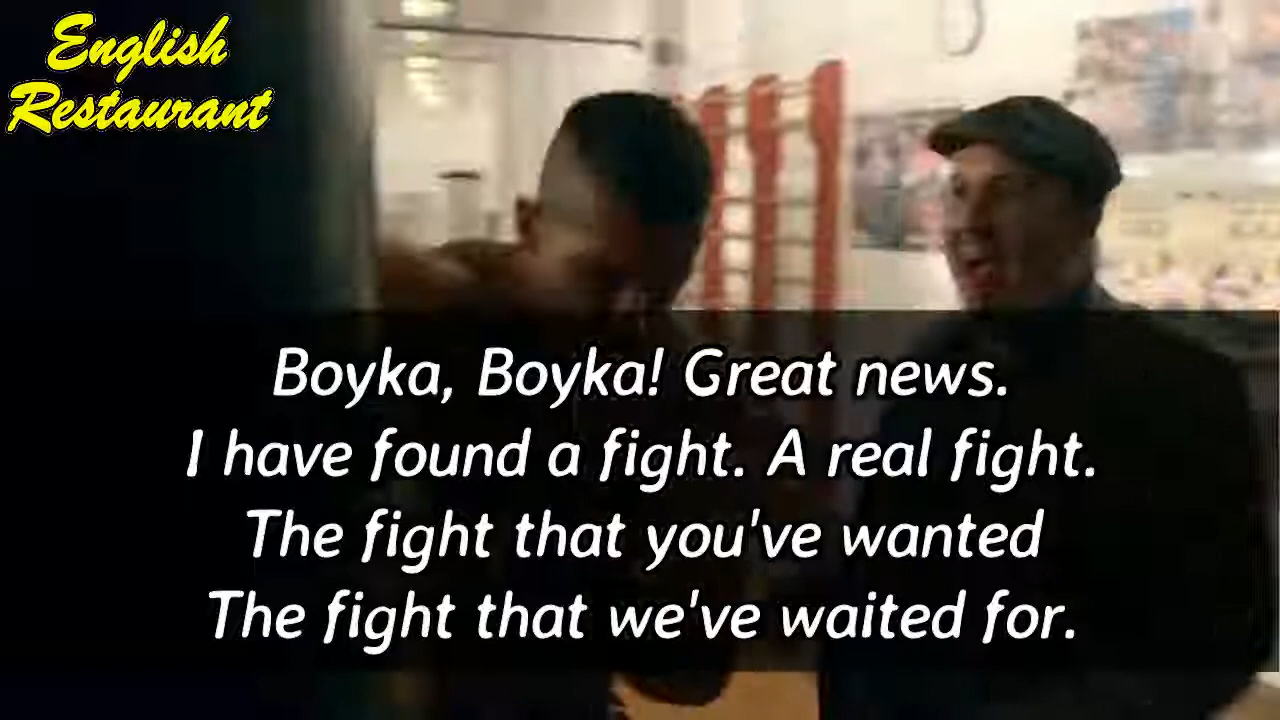 English
Restaurant
Boyka, Boyka! Great news.
I have found a fight. A real fight.
The fight that you've wanted
The fight that we've waited for.